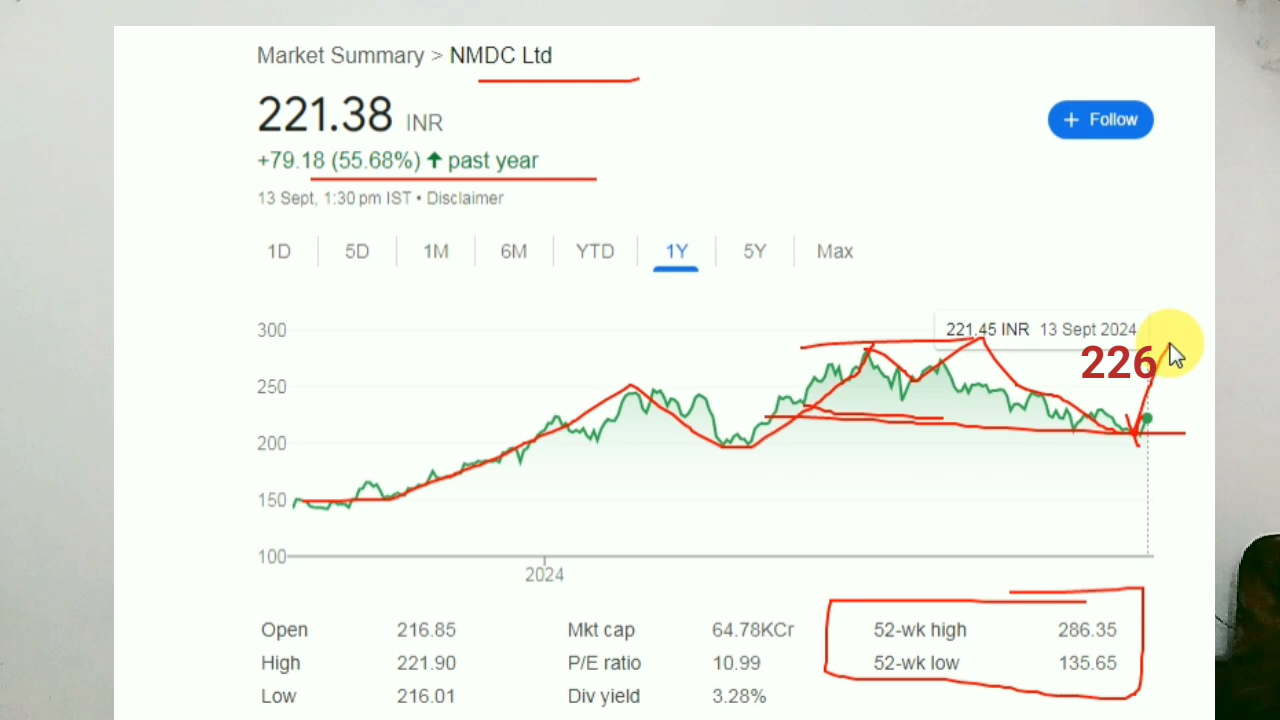 Market Summary > NMDC Ltd
221.38 INR
+ Follow
+79.18 (55.68%) ↑ past year
13 Sept, 1:30 pm IST • Disclaimer
1D 5D 1M 6M YTD 1Y 5Y Max
221.45 INR 13 Sept 2024
226
300
250
200
150
100
2024
Open 216.85 Mkt cap 64.78KCr 52-wk high 286.35
High 221.90 P/E ratio 10.99 52-wk low 135.65
Low 216.01 Div yield 3.28%